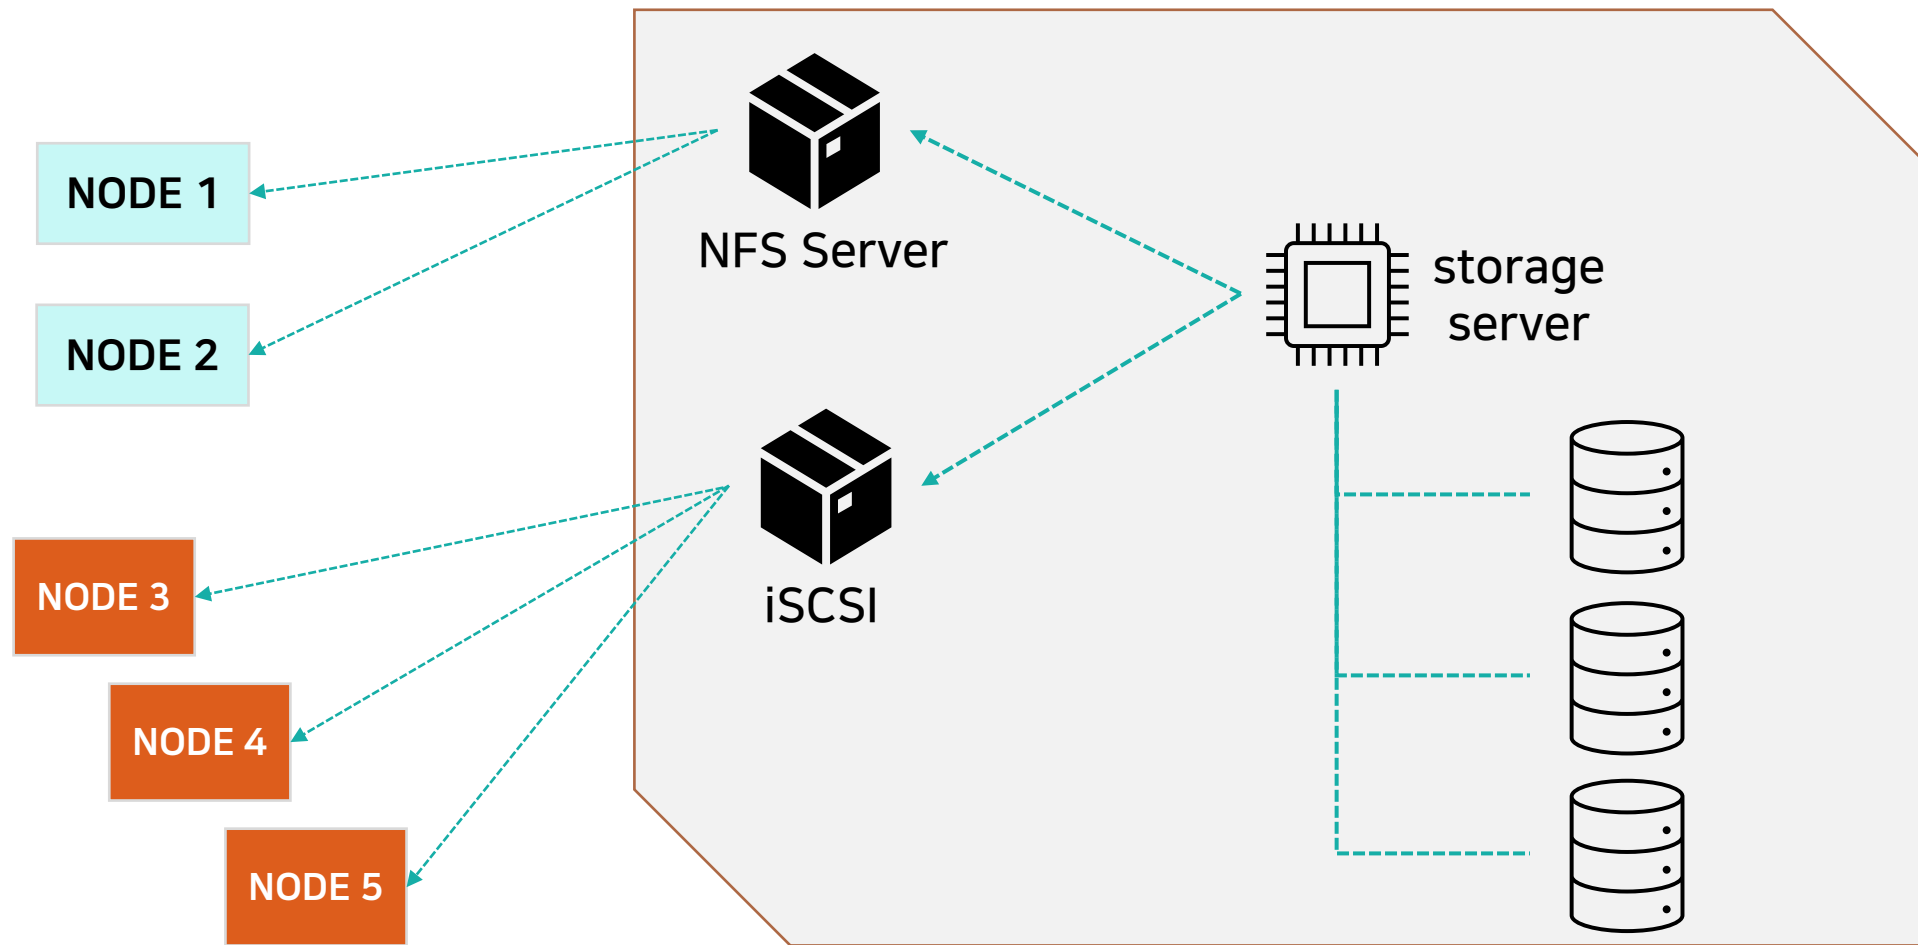 NODE 1
NODE 2
NODE 3
NODE 4
NODE 5
NFS Server
iSCSI
storage
server